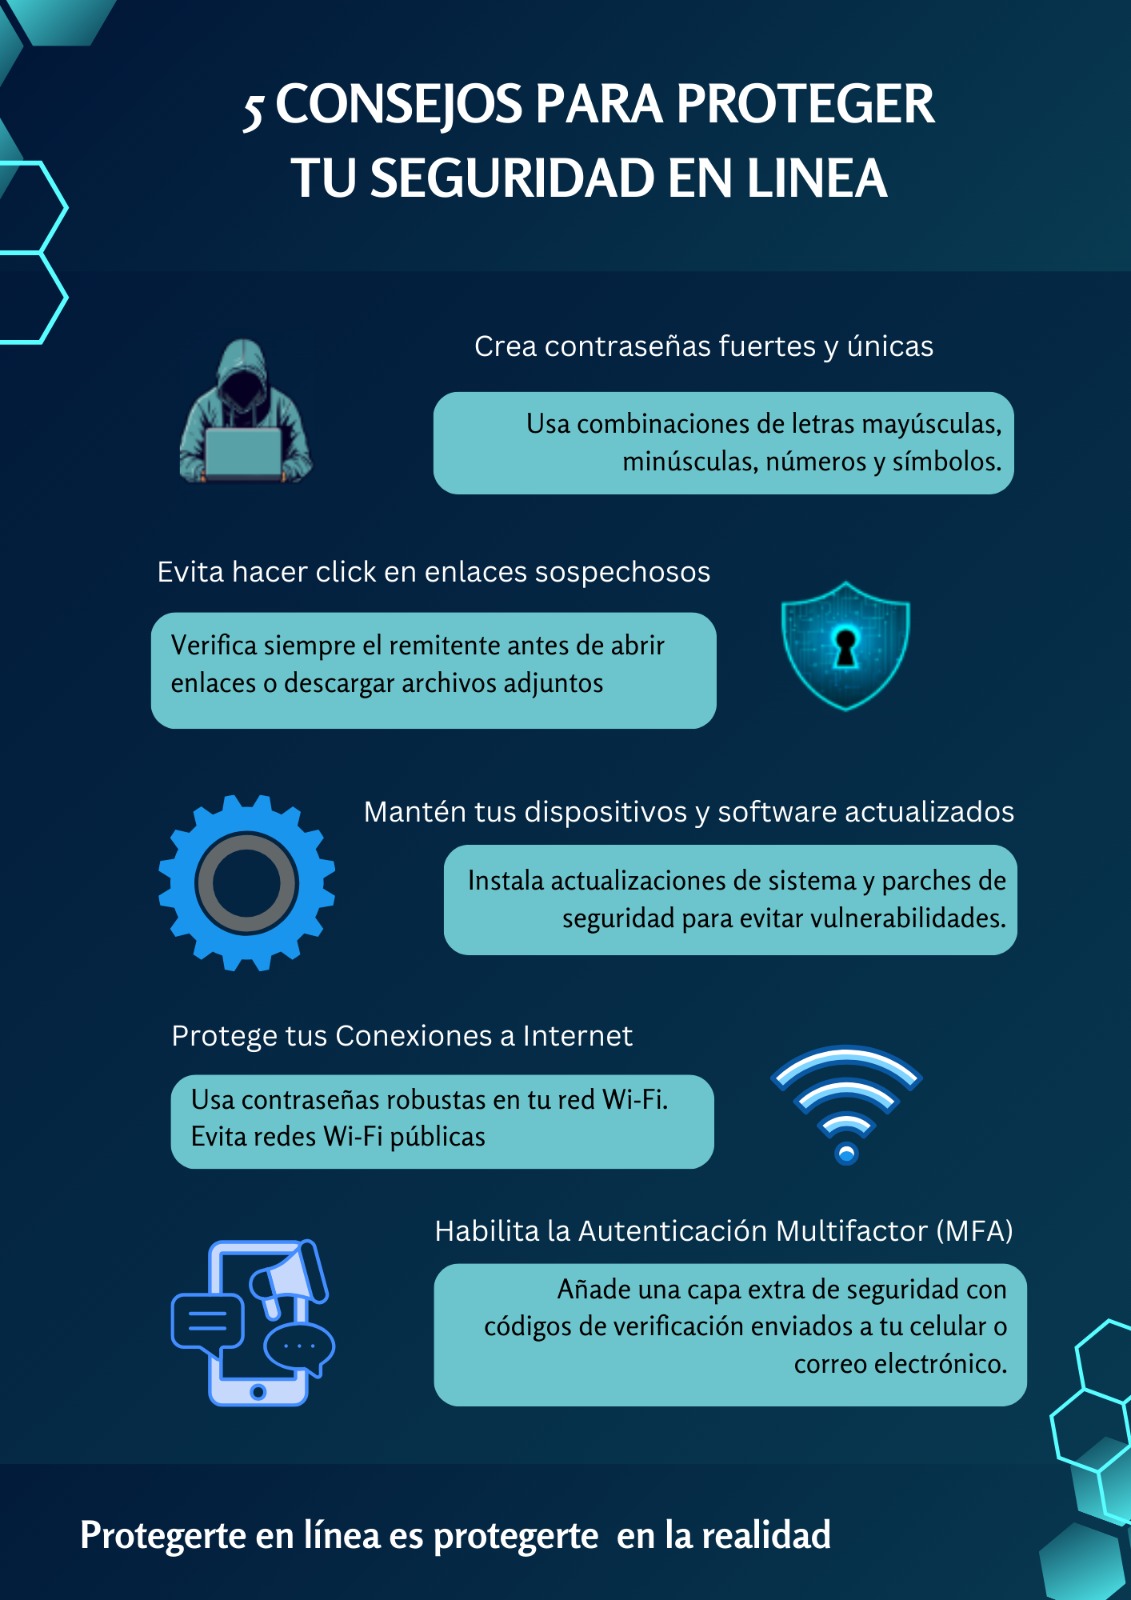 5 CONSEJOS PARA PROTEGER
TU SEGURIDAD EN LINEA
Crea contraseñas fuertes y únicas
Usa combinaciones de letras mayúsculas,
minúsculas, números y símbolos.
Evita hacer click en enlaces sospechosos
Verifica siempre el remitente antes de abrir
enlaces o descargar archivos adjuntos
Mantén tus dispositivos y software actualizados
Instala actualizaciones de sistema y parches de
seguridad para evitar vulnerabilidades.
Protege tus Conexiones a Internet
Usa contraseñas robustas en tu red Wi-Fi.
Evita redes Wi-Fi públicas
Habilita la Autenticación Multifactor (MFA)
Añade una capa extra de seguridad con
códigos de verificación enviados a tu celular o
correo electrónico.
Protegerte en línea es protegerte  en la realidad